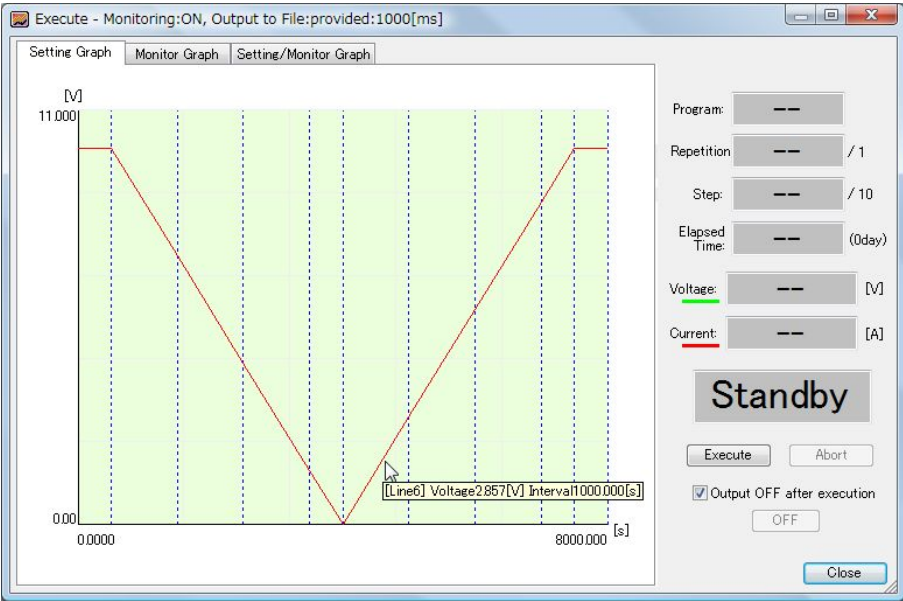 Execute - Monitoring:ON, Output to File:provided:1000[ms]
Setting Graph Monitor Graph Setting/Monitor Graph
[V]
11.000
0.00
0.0000
8000.000 [s]
[Line6] Voltage2.857[V] Interval1000.000[s]
Program: --
Repetition -- / 1
Step: -- / 10
Elapsed Time: -- (0day)
Voltage: -- [V]
Current: -- [A]
Standby
Execute Abort
Output OFF after execution
OFF
Close